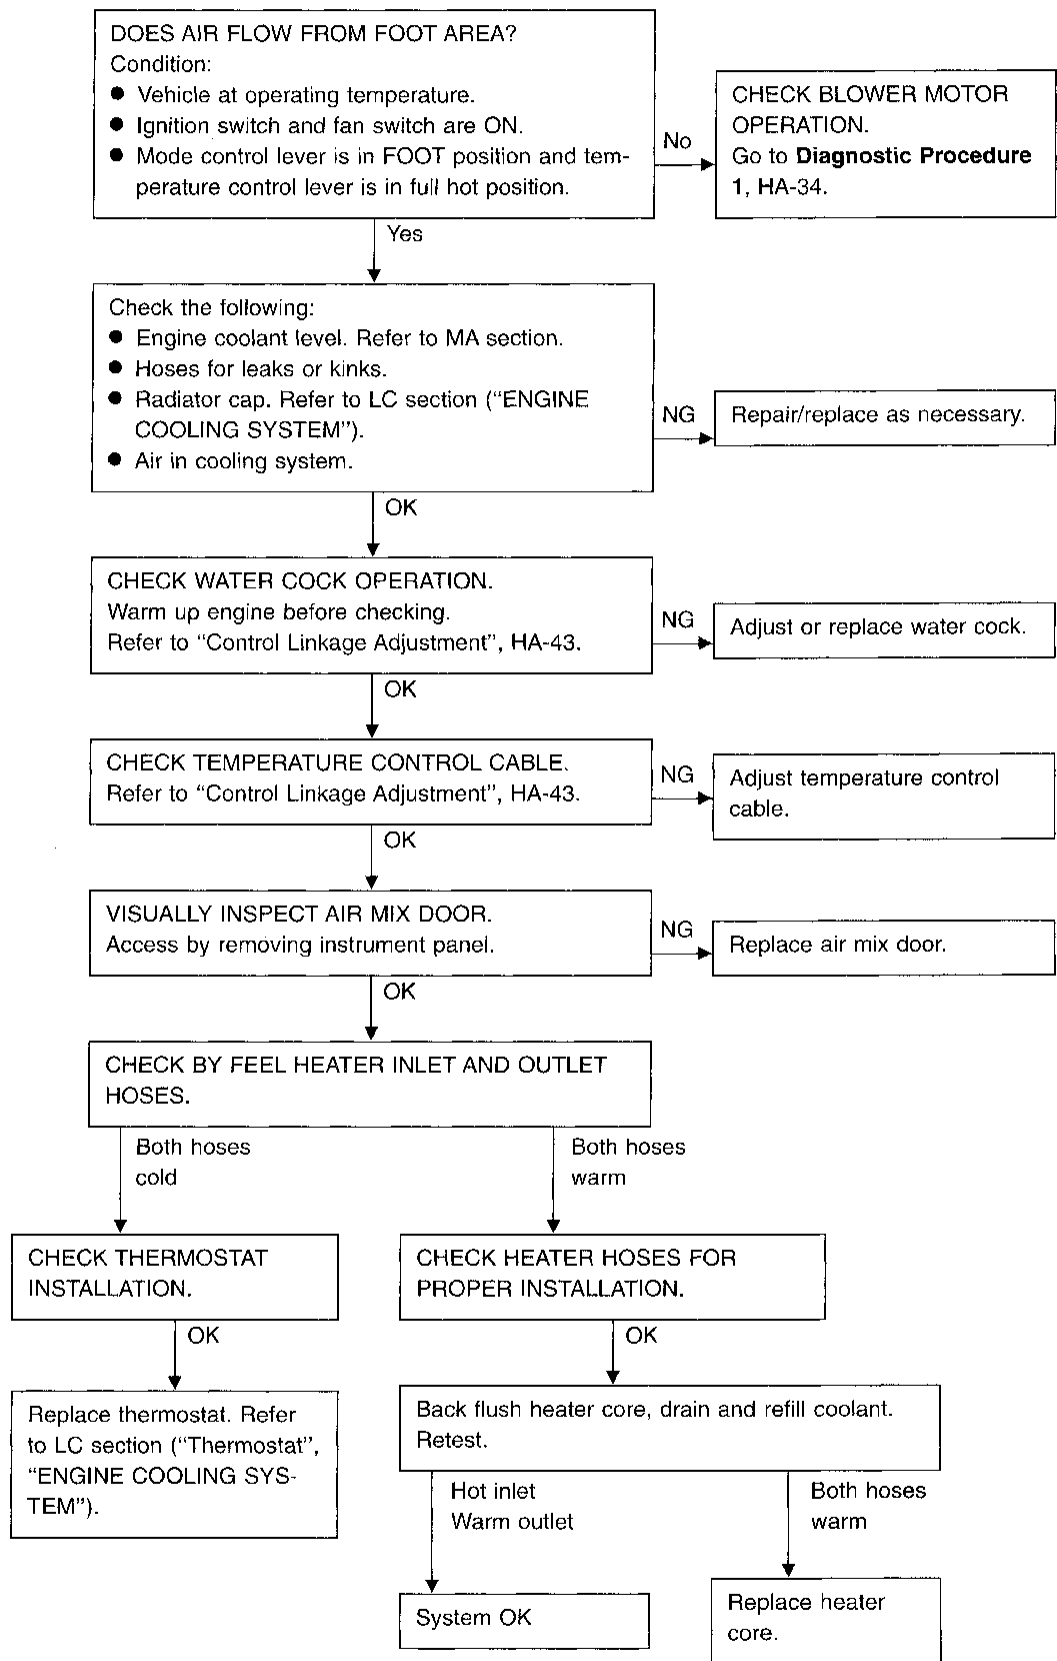 DOES AIR FLOW FROM FOOT AREA?
Condition:
● Vehicle at operating temperature.
● Ignition switch and fan switch are ON.
● Mode control lever is in FOOT position and tem-
perature control lever is in full hot position.
No
CHECK BLOWER MOTOR
OPERATION.
Go to Diagnostic Procedure
1, HA-34.
Yes
Check the following:
● Engine coolant level. Refer to MA section.
● Hoses for leaks or kinks.
● Radiator cap. Refer to LC section (“ENGINE
COOLING SYSTEM”).
● Air in cooling system.
NG
Repair/replace as necessary.
OK
CHECK WATER COCK OPERATION.
Warm up engine before checking.
Refer to “Control Linkage Adjustment”, HA-43.
NG
Adjust or replace water cock.
OK
CHECK TEMPERATURE CONTROL CABLE.
Refer to “Control Linkage Adjustment”, HA-43.
NG
Adjust temperature control
cable.
OK
VISUALLY INSPECT AIR MIX DOOR.
Access by removing instrument panel.
NG
Replace air mix door.
OK
CHECK BY FEEL HEATER INLET AND OUTLET
HOSES.
Both hoses
cold
Both hoses
warm
CHECK THERMOSTAT
INSTALLATION.
CHECK HEATER HOSES FOR
PROPER INSTALLATION.
OK
OK
Replace thermostat. Refer
to LC section (“Thermostat”,
“ENGINE COOLING SYS-
TEM”).
Back flush heater core, drain and refill coolant.
Retest.
Hot inlet
Warm outlet
Both hoses
warm
System OK
Replace heater
core.